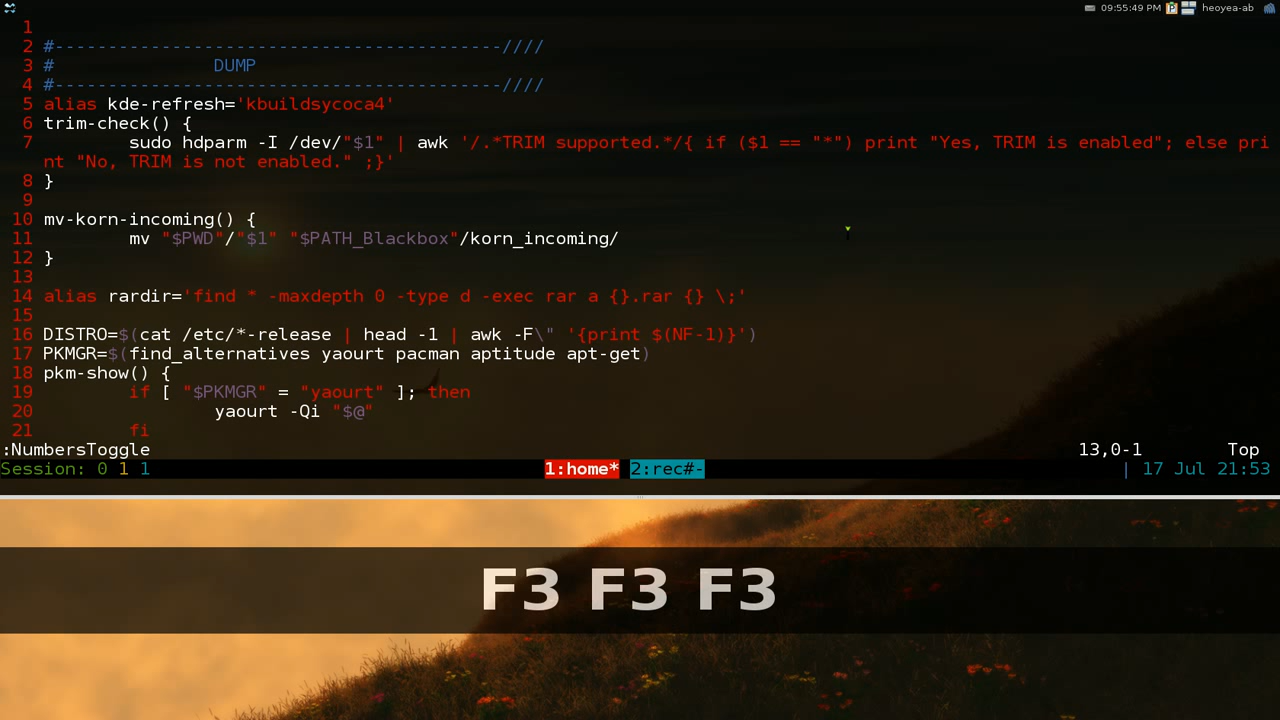 09:55:49 PM heoyea-ab
1
2 #------------------------------------------////
3 # DUMP
4 #------------------------------------------////
5 alias kde-refresh='kbuildsycoca4'
6 trim-check() {
7 sudo hdparm -I /dev/"$1" | awk '/.*TRIM supported.*/{ if ($1 == "*") print "Yes, TRIM is enabled"; else pri
nt "No, TRIM is not enabled." ;}'
8 }
9
10 mv-korn-incoming() {
11 mv "$PWD"/"$1" "$PATH_Blackbox"/korn_incoming/
12 }
13
14 alias rardir='find * -maxdepth 0 -type d -exec rar a {}.rar {} \;'
15
16 DISTRO=$(cat /etc/*-release | head -1 | awk -F\" '{print $(NF-1)}')
17 PKMGR=$(find_alternatives yaourt pacman aptitude apt-get)
18 pkm-show() {
19 if [ "$PKMGR" = "yaourt" ]; then
20 yaourt -Qi "$@"
21 fi
:NumbersToggle 13,0-1 Top
Session: 0 1 1 1:home* 2:rec#- | 17 Jul 21:53
F3 F3 F3